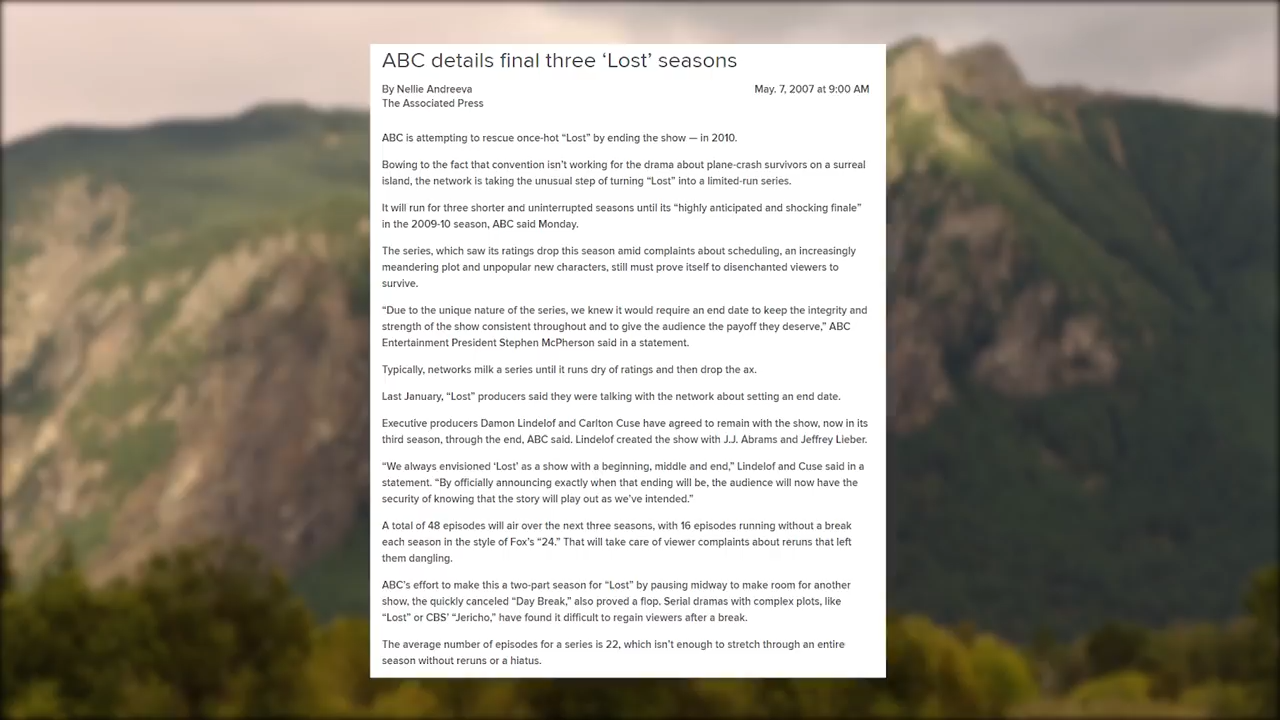 ABC details final three ‘Lost’ seasons
By Nellie Andreeva
May. 7, 2007 at 9:00 AM
The Associated Press
ABC is attempting to rescue once-hot “Lost” by ending the show — in 2010.
Bowing to the fact that convention isn’t working for the drama about plane-crash survivors on a surreal
island, the network is taking the unusual step of turning “Lost” into a limited-run series.
It will run for three shorter and uninterrupted seasons until its “highly anticipated and shocking finale”
in the 2009-10 season, ABC said Monday.
The series, which saw its ratings drop this season amid complaints about scheduling, an increasingly
meandering plot and unpopular new characters, still must prove itself to disenchanted viewers to
survive.
“Due to the unique nature of the series, we knew it would require an end date to keep the integrity and
strength of the show consistent throughout and to give the audience the payoff they deserve,” ABC
Entertainment President Stephen McPherson said in a statement.
Typically, networks milk a series until it runs dry of ratings and then drop the ax.
Last January, “Lost” producers said they were talking with the network about setting an end date.
Executive producers Damon Lindelof and Carlton Cuse have agreed to remain with the show, now in its
third season, through the end, ABC said. Lindelof created the show with J.J. Abrams and Jeffrey Lieber.
“We always envisioned ‘Lost’ as a show with a beginning, middle and end,” Lindelof and Cuse said in a
statement. “By officially announcing exactly when that ending will be, the audience will now have the
security of knowing that the story will play out as we’ve intended.”
A total of 48 episodes will air over the next three seasons, with 16 episodes running without a break
each season in the style of Fox’s “24.” That will take care of viewer complaints about reruns that left
them dangling.
ABC’s effort to make this a two-part season for “Lost” by pausing midway to make room for another
show, the quickly canceled “Day Break,” also proved a flop. Serial dramas with complex plots, like
“Lost” or CBS’ “Jericho,” have found it difficult to regain viewers after a break.
The average number of episodes for a series is 22, which isn’t enough to stretch through an entire
season without reruns or a hiatus.